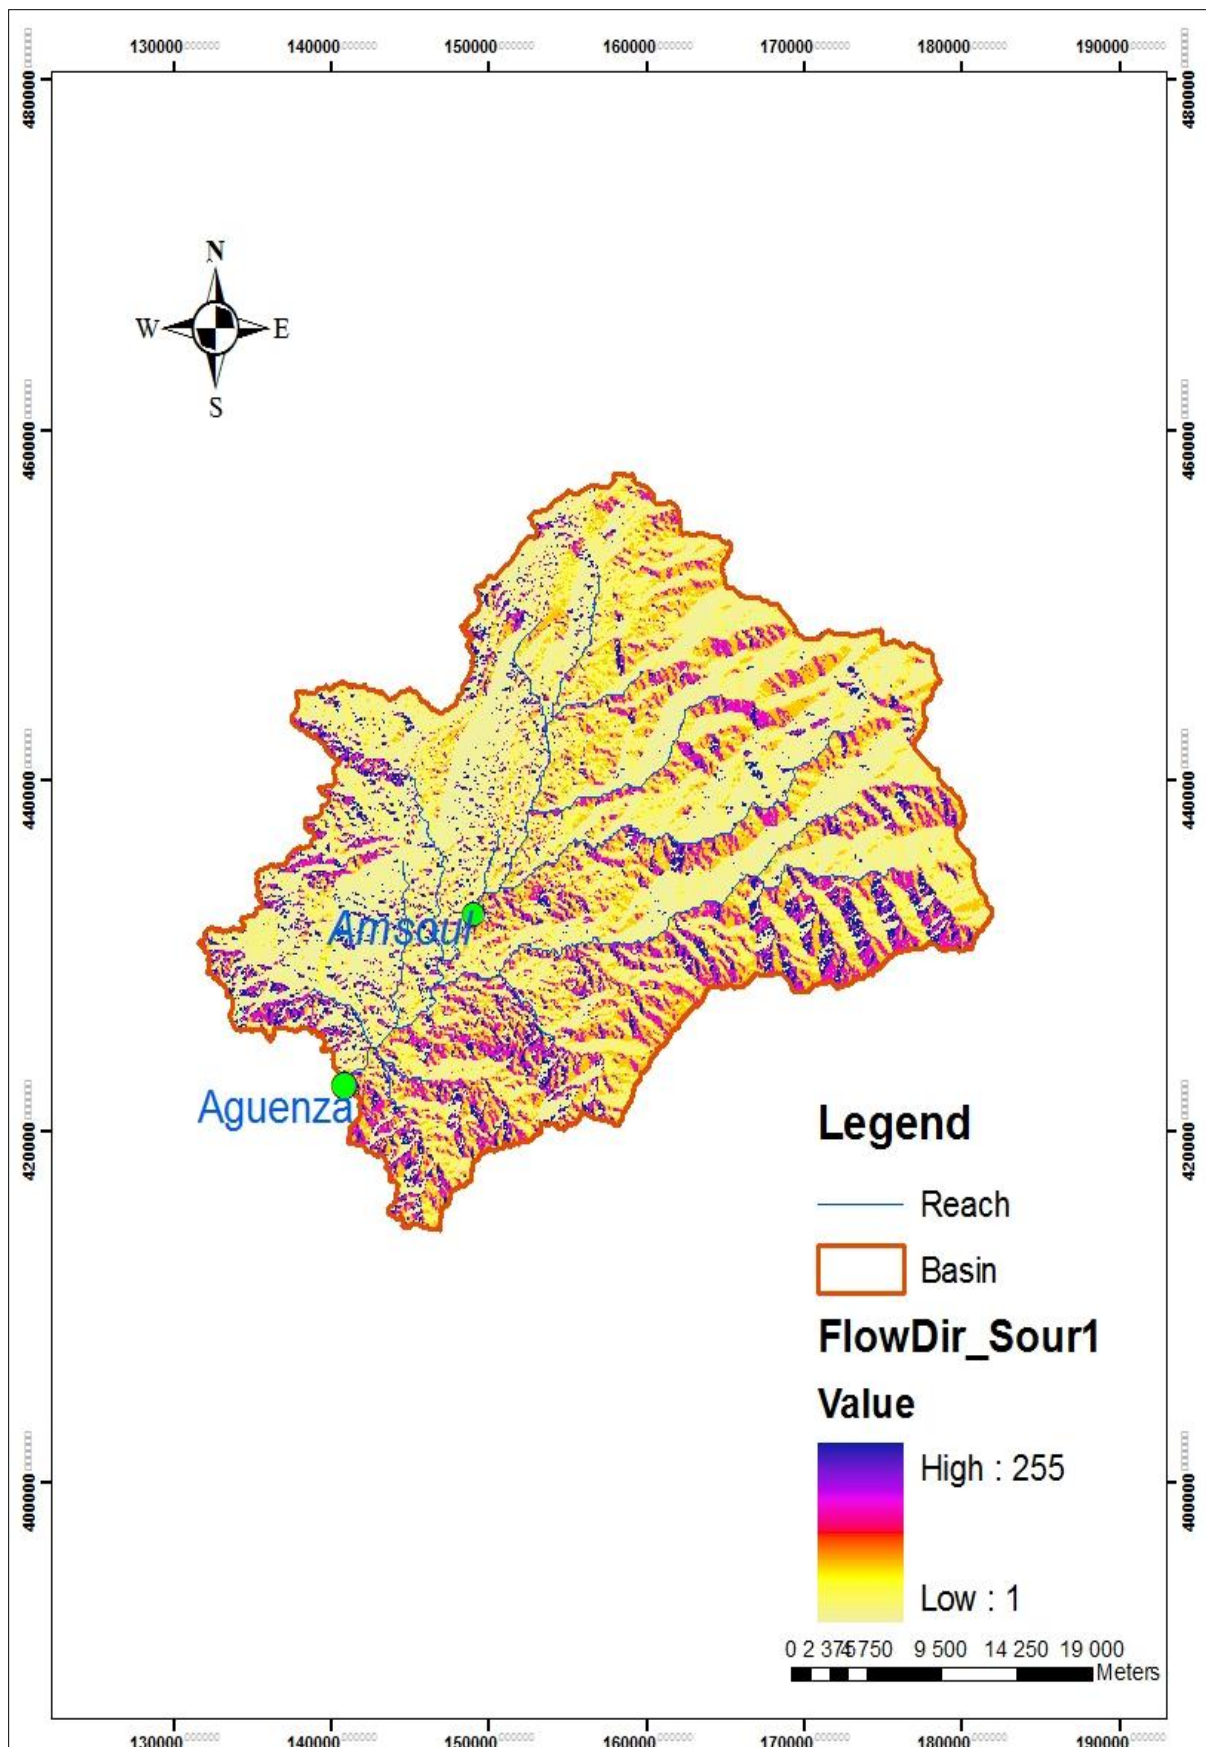 130000 140000 150000 160000 170000 180000 190000
480000 480000
N
W E
S
460000 460000
440000 440000
Amsoul
Aguenza
420000 420000
Legend
Reach
Basin
FlowDir_Sour1
Value
High : 255
400000 400000
Low : 1
0 2 375 4 750 9 500 14 250 19 000
Meters
130000 140000 150000 160000 170000 180000 190000